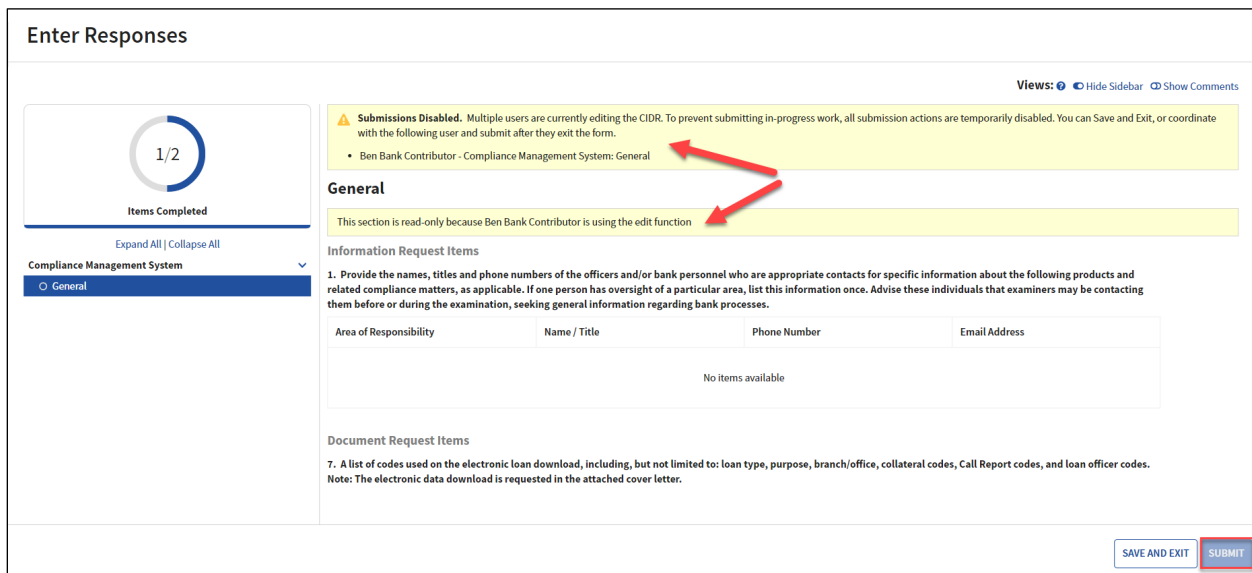 Enter Responses
Views: Hide Sidebar Show Comments
1/2
Items Completed
Expand All | Collapse All
Compliance Management System
General
Submissions Disabled. Multiple users are currently editing the CIDR. To prevent submitting in-progress work, all submission actions are temporarily disabled. You can Save and Exit, or coordinate
with the following user and submit after they exit the form.
• Ben Bank Contributor - Compliance Management System: General
General
This section is read-only because Ben Bank Contributor is using the edit function
Information Request Items
1. Provide the names, titles and phone numbers of the officers and/or bank personnel who are appropriate contacts for specific information about the following products and
related compliance matters, as applicable. If one person has oversight of a particular area, list this information once. Advise these individuals that examiners may be contacting
them before or during the examination, seeking general information regarding bank processes.
Area of Responsibility Name / Title Phone Number Email Address
No items available
Document Request Items
7. A list of codes used on the electronic loan download, including, but not limited to: loan type, purpose, branch/office, collateral codes, Call Report codes, and loan officer codes.
Note: The electronic data download is requested in the attached cover letter.
SAVE AND EXIT SUBMIT